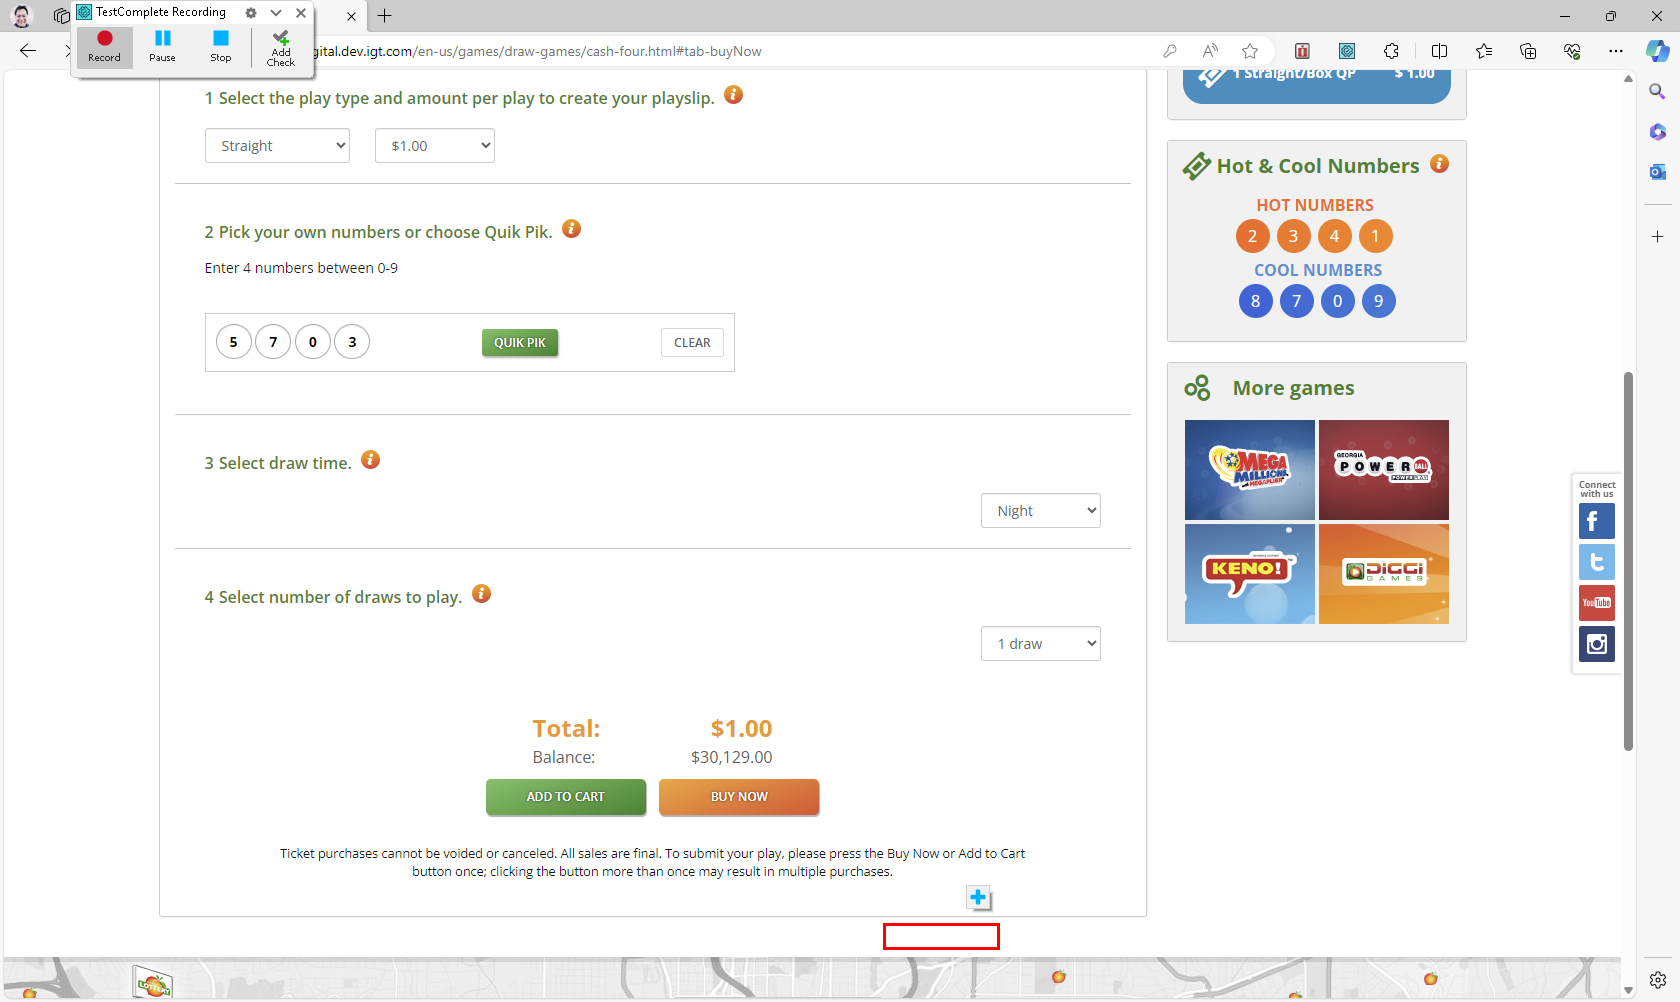 TestComplete Recording
Record
Pause
Stop
Add
Check
gital.dev.igt.com/en-us/games/draw-games/cash-four.html#tab-buyNow
1 Straight/Box QP $ 1.00
1 Select the play type and amount per play to create your playslip.
Straight
$1.00
2 Pick your own numbers or choose Quik Pik.
Enter 4 numbers between 0-9
5 7 0 3
QUIK PIK
CLEAR
3 Select draw time.
Night
4 Select number of draws to play.
1 draw
Total: $1.00
Balance: $30,129.00
ADD TO CART
BUY NOW
Ticket purchases cannot be voided or canceled. All sales are final. To submit your play, please press the Buy Now or Add to Cart
button once; clicking the button more than once may result in multiple purchases.
Hot & Cool Numbers
HOT NUMBERS
2 3 4 1
COOL NUMBERS
8 7 0 9
More games
MEGA
MILLIONS
GEORGIA
POWER BALL
KENO!
DiGGi
GAMES
Connect
with us
YouTube
LOTTERY